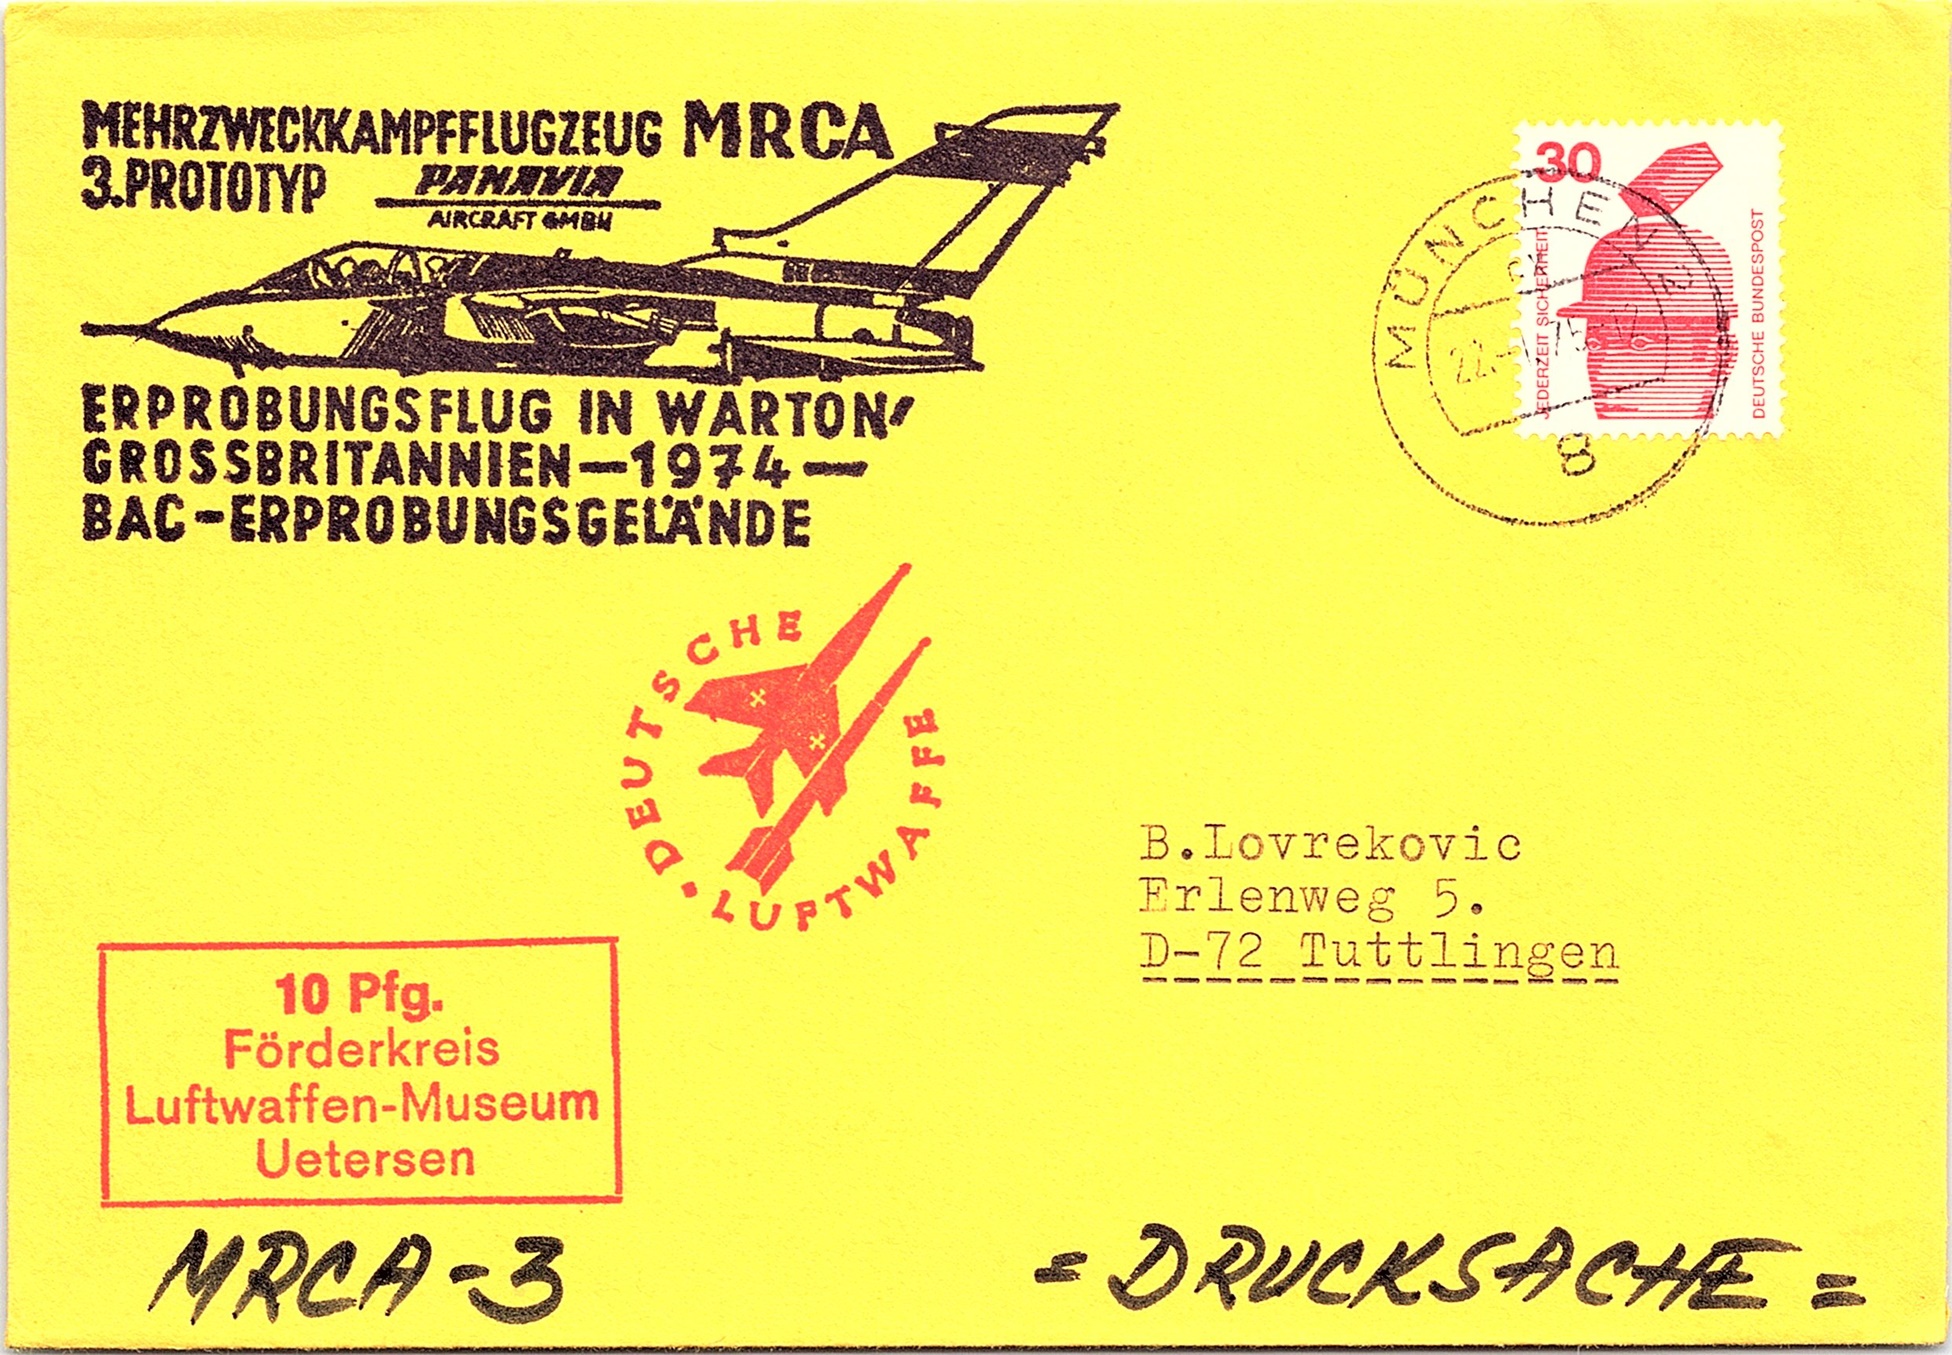 MEHRZWECKKAMPFFLUGZEUG MRCA
3.PROTOTYP
PANAVIA
AIRCRAFT GMBH
ERPROBUNGSFLUG IN WARTON,
GROSSBRITANNIEN—1974—
BAC-ERPROBUNGSGELÄNDE
30
JEDERZEIT SICHERHEIT
DEUTSCHE BUNDESPOST
MÜNCHEN
8
DEUTSCHE
LUFTWAFFE
B.Lovrekovic
Erlenweg 5.
D-72 Tuttlingen
10 Pfg.
Förderkreis
Luftwaffen-Museum
Uetersen
MRCA-3
= DRUCKSACHE =